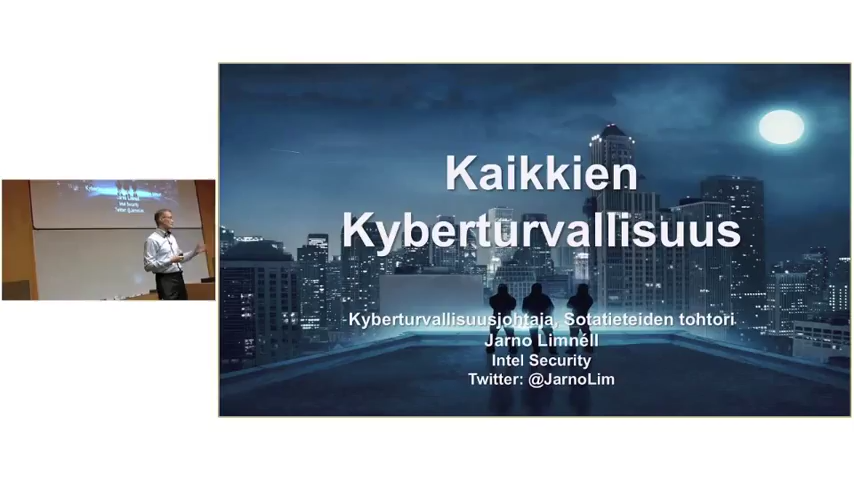 Kaikkien
Kyberturvallisuus
Kyberturvallisuusjohtaja, Sotatieteiden tohtori
Jarno Limnéll
Intel Security
Twitter: @JarnoLim